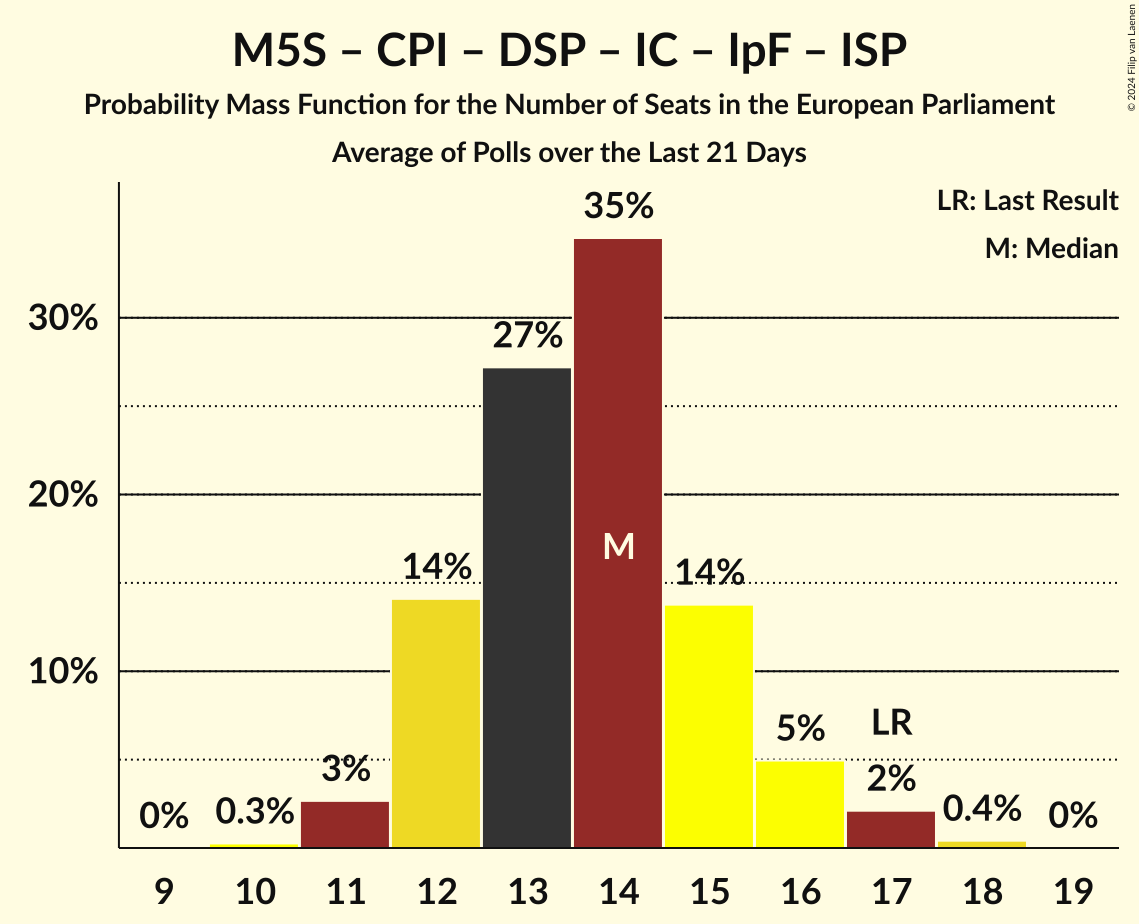 M5S – CPI – DSP – IC – IpF – ISP
Probability Mass Function for the Number of Seats in the European Parliament
Average of Polls over the Last 21 Days
© 2024 Filip van Laenen
LR: Last Result
M: Median
35%
30%
27%
20%
M
14%
14%
10%
5%
LR
3%
2%
0%
0.3%
0.4%
0%
9 10 11 12 13 14 15 16 17 18 19